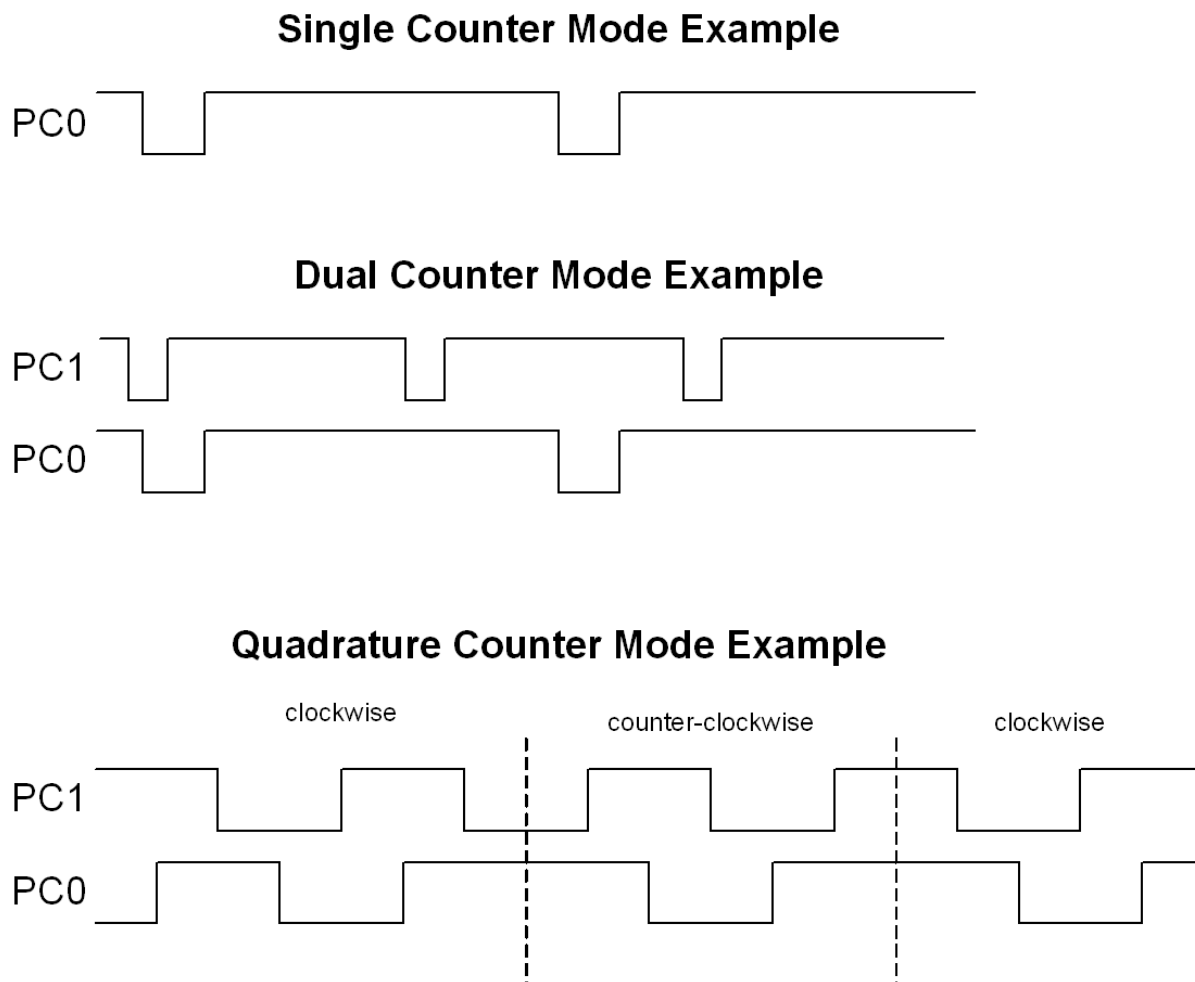 Single Counter Mode Example
PC0
Dual Counter Mode Example
PC1
PC0
Quadrature Counter Mode Example
clockwise counter-clockwise clockwise
PC1
PC0